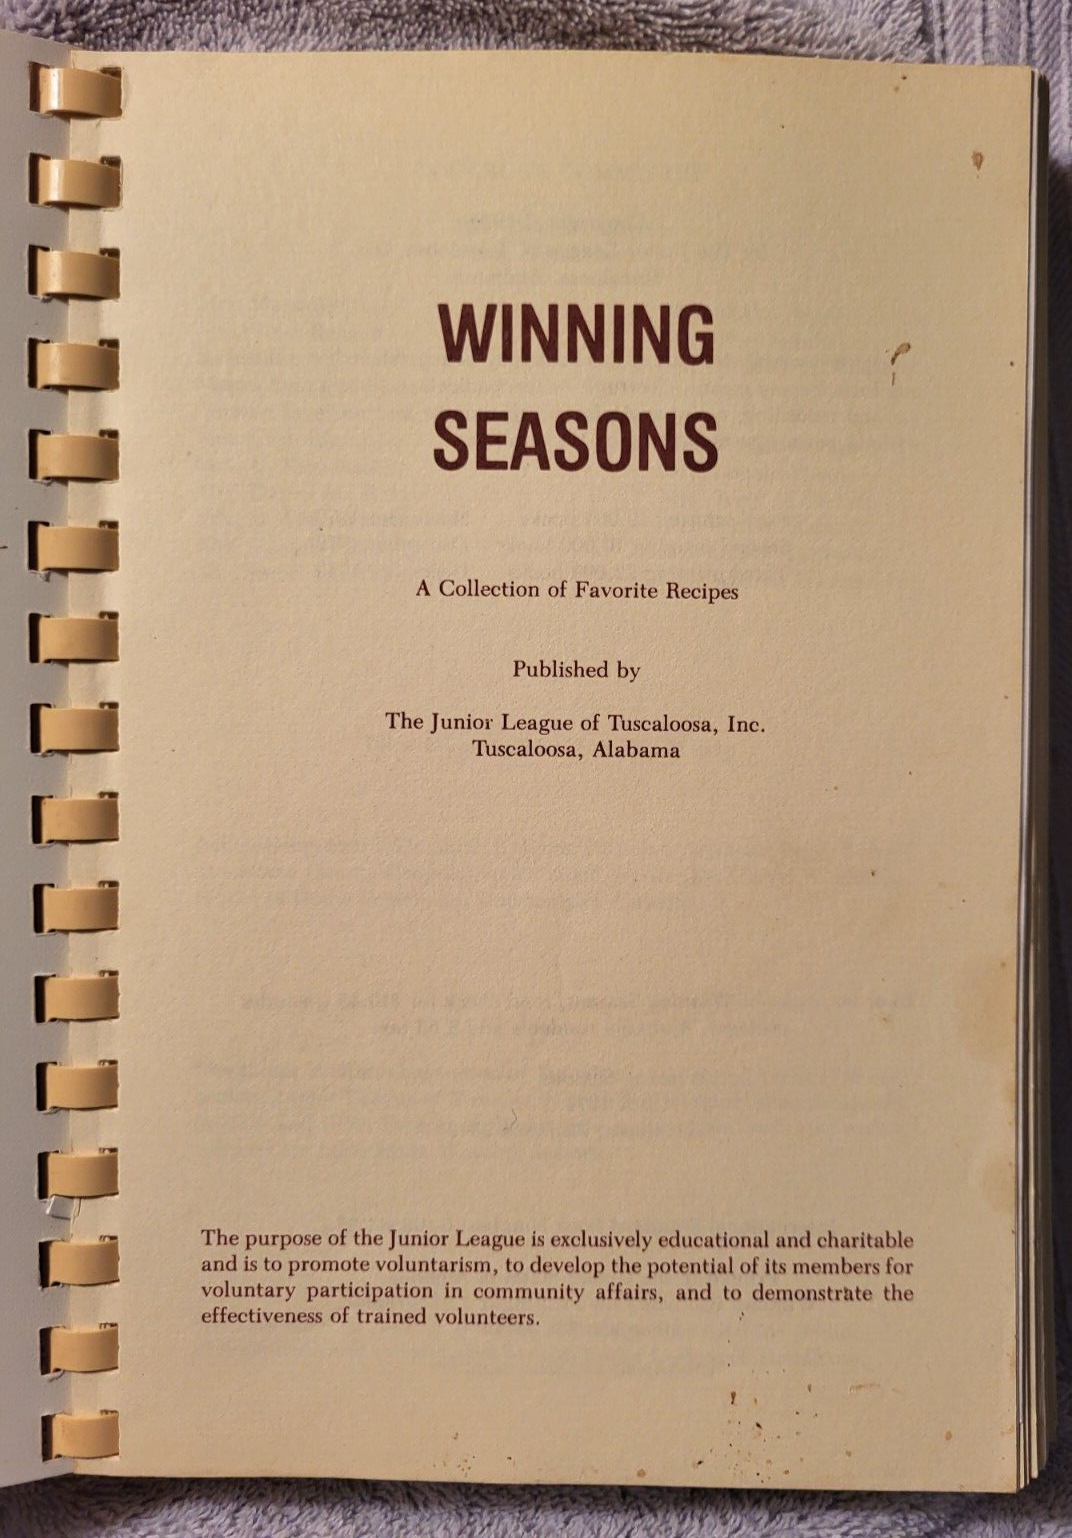 WINNING
SEASONS
A Collection of Favorite Recipes
Published by
The Junior League of Tuscaloosa, Inc.
Tuscaloosa, Alabama
The purpose of the Junior League is exclusively educational and charitable
and is to promote voluntarism, to develop the potential of its members for
voluntary participation in community affairs, and to demonstrate the
effectiveness of trained volunteers.